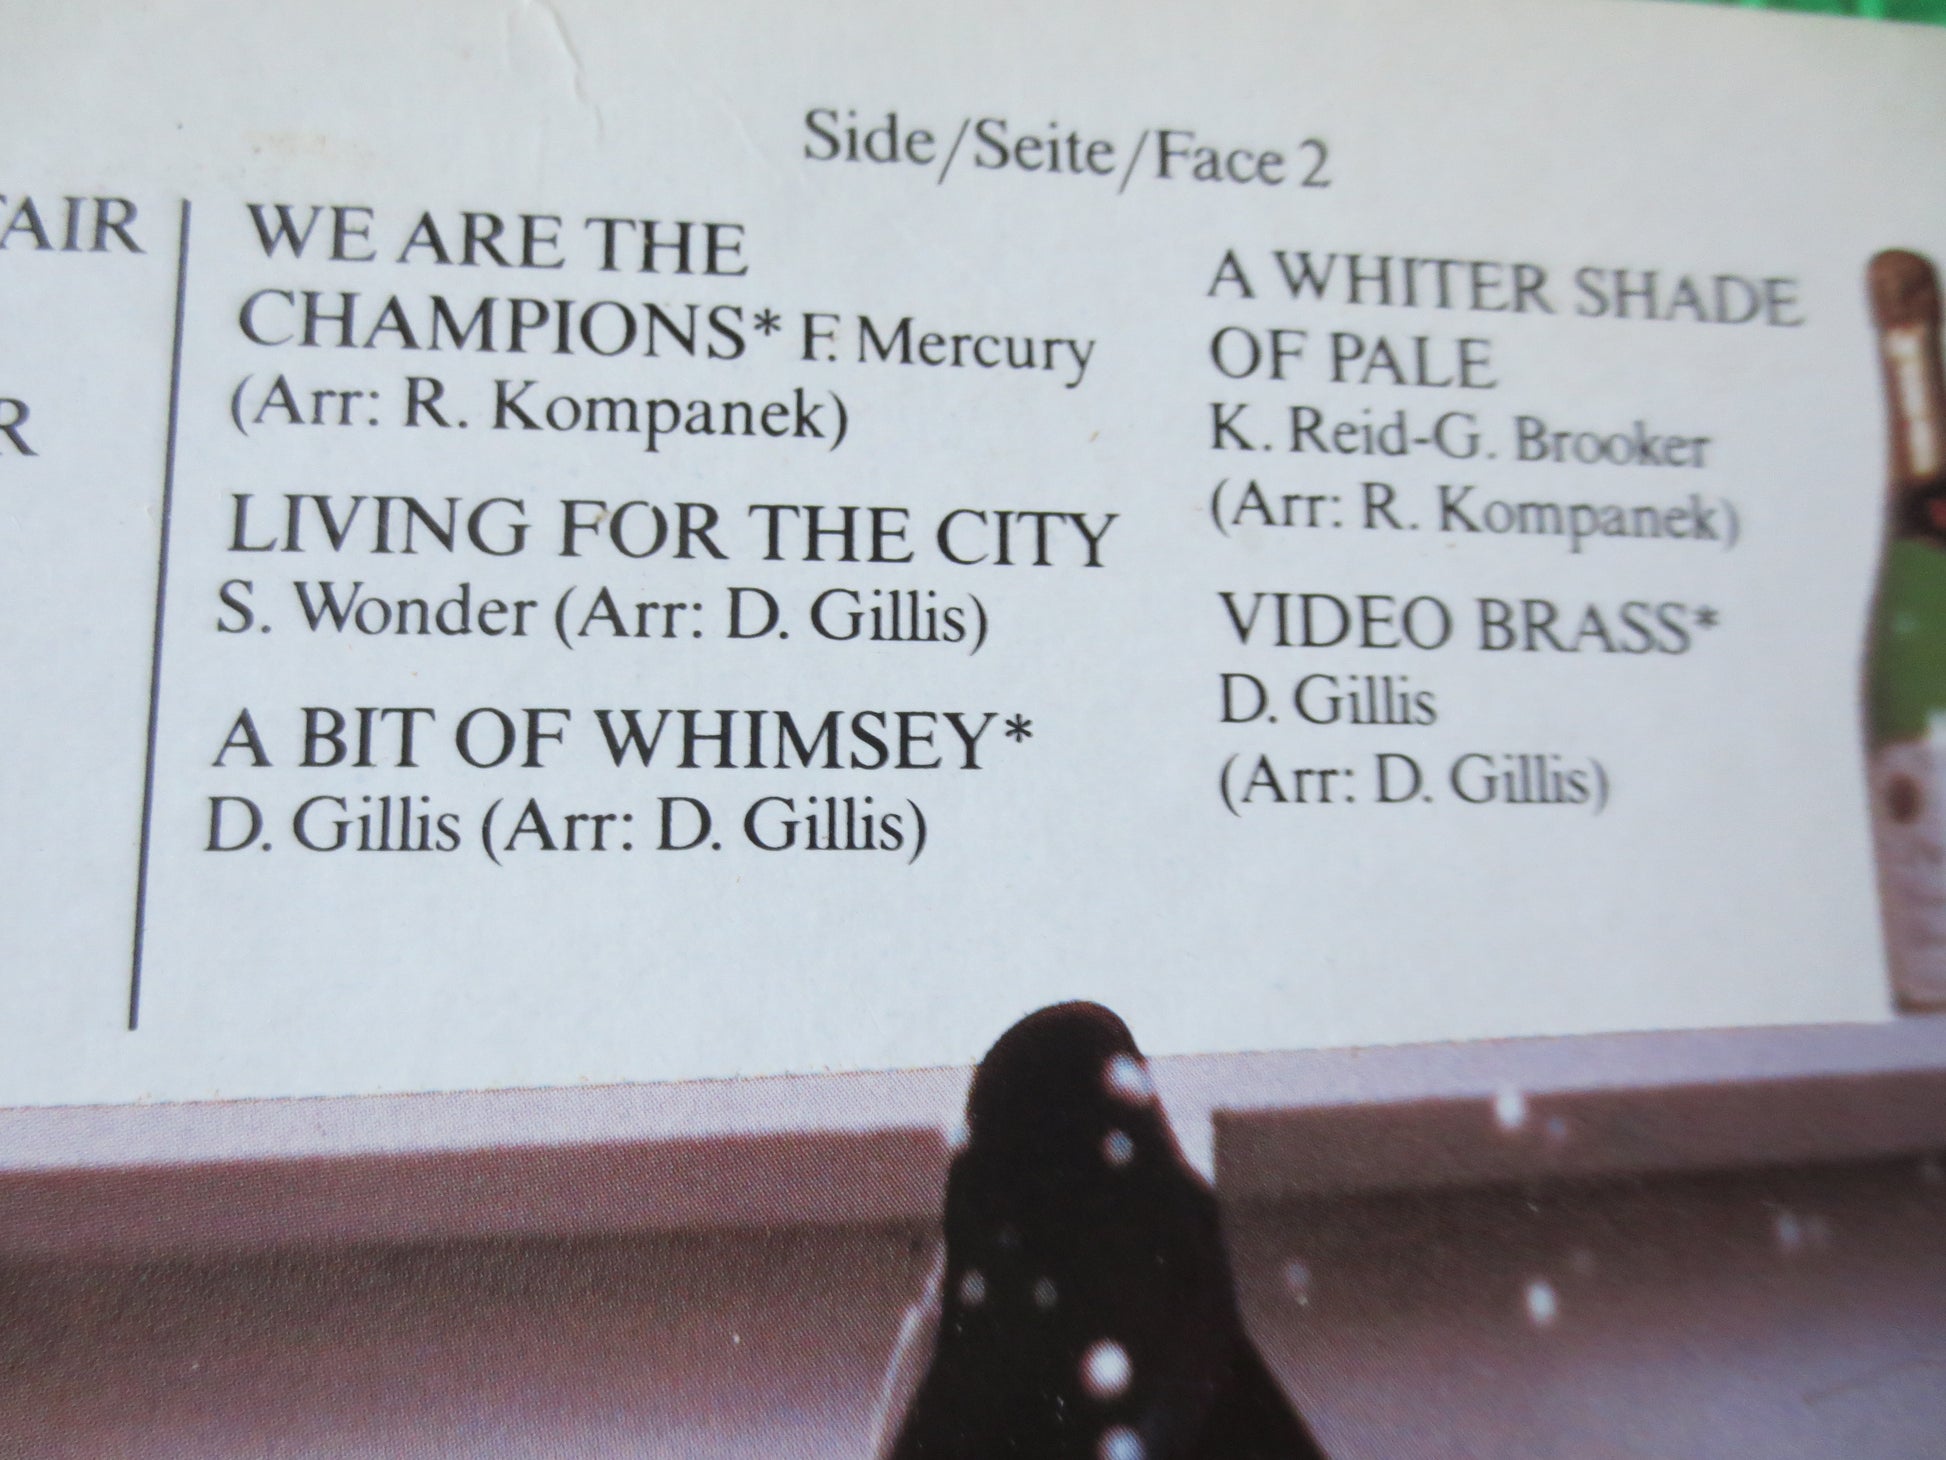 Side/Seite/Face 2
AIR
R
WE ARE THE
CHAMPIONS* F. Mercury
(Arr: R. Kompanek)
LIVING FOR THE CITY
S. Wonder (Arr: D. Gillis)
A BIT OF WHIMSEY*
D. Gillis (Arr: D. Gillis)
A WHITER SHADE
OF PALE
K. Reid-G. Brooker
(Arr: R. Kompanek)
VIDEO BRASS*
D. Gillis
(Arr: D. Gillis)